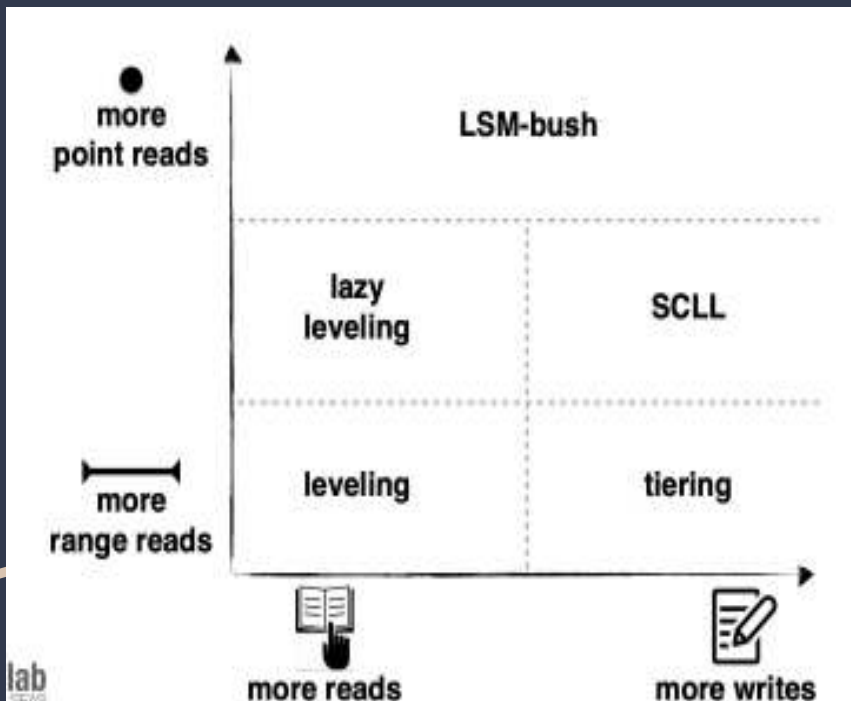 more
point reads
LSM-bush
lazy
leveling
SCLL
more
range reads
leveling
tiering
more reads
more writes
lab